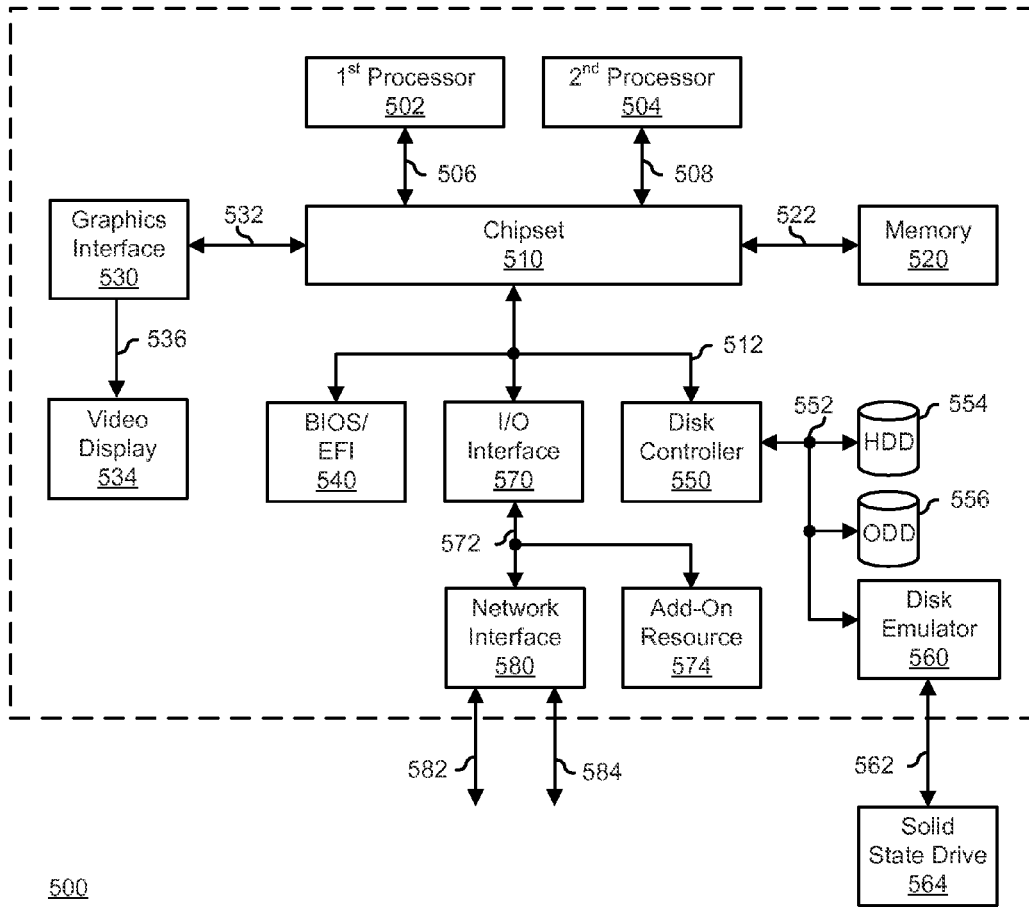 1st Processor
502
2nd Processor
504
506
508
Graphics
Interface
530
532
Chipset
510
522
Memory
520
536
512
Video
Display
534
BIOS/
EFI
540
I/O
Interface
570
Disk
Controller
550
552
HDD
554
ODD
556
572
Network
Interface
580
Add-On
Resource
574
Disk
Emulator
560
582
584
562
Solid
State Drive
564
500